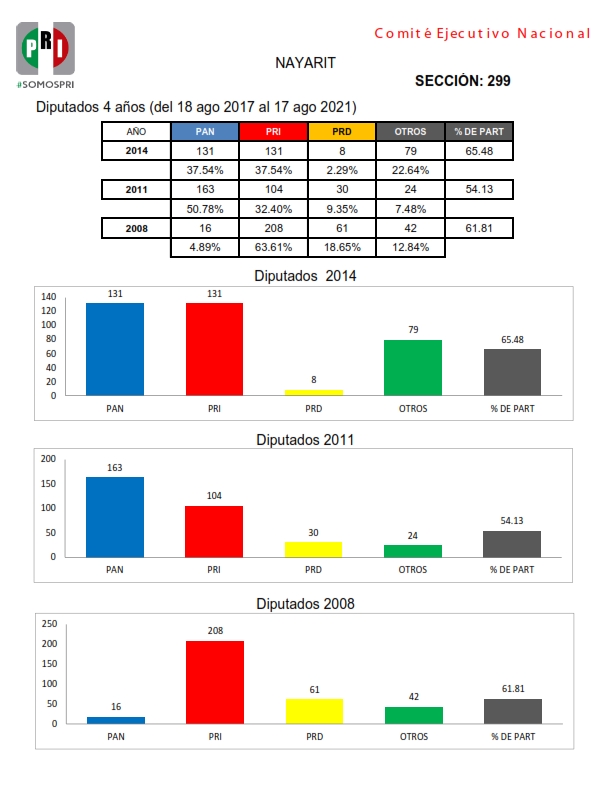 Comité Ejecutivo Nacional
PRI
#SOMOSPRI
NAYARIT
SECCIÓN: 299
Diputados 4 años (del 18 ago 2017 al 17 ago 2021)
AÑO PAN PRI PRD OTROS % DE PART
2014 131 131 8 79 65.48
37.54% 37.54% 2.29% 22.64%
2011 163 104 30 24 54.13
50.78% 32.40% 9.35% 7.48%
2008 16 208 61 42 61.81
4.89% 63.61% 18.65% 12.84%
Diputados 2014
140
120
100
80
60
40
20
0
131 131 8 79 65.48
PAN PRI PRD OTROS % DE PART
Diputados 2011
200
150
100
50
0
163 104 30 24 54.13
PAN PRI PRD OTROS % DE PART
Diputados 2008
250
200
150
100
50
0
16 208 61 42 61.81
PAN PRI PRD OTROS % DE PART